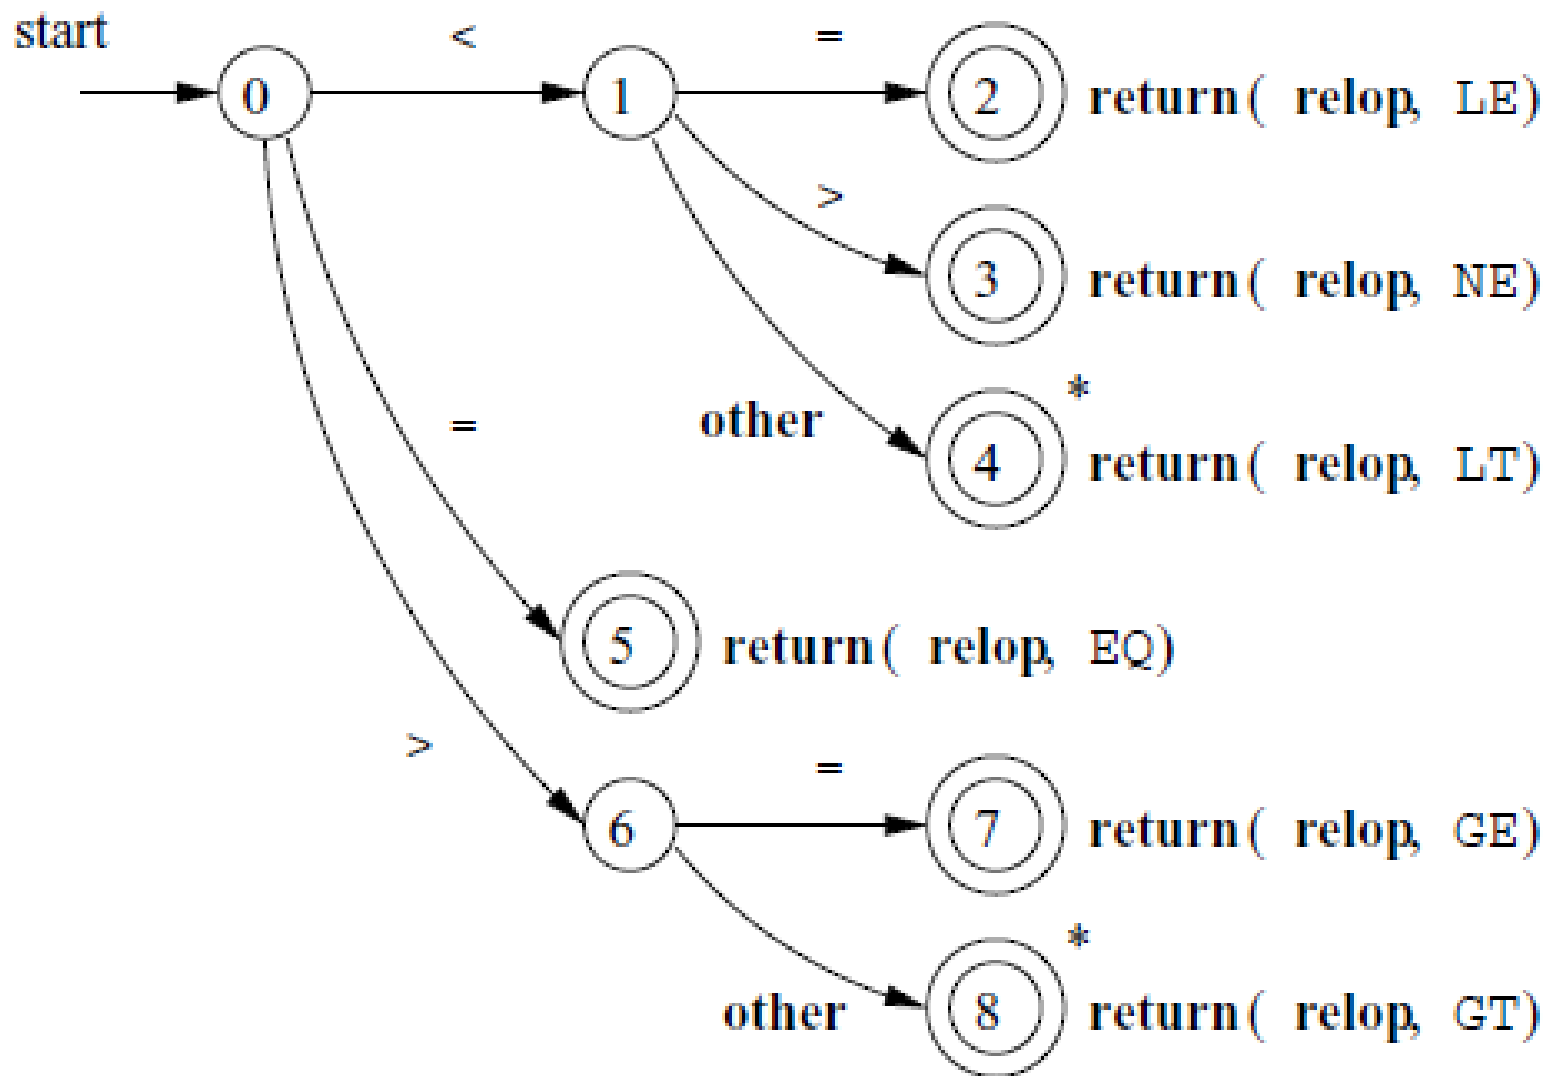 start
< =
0 1 2 return( relop, LE)
>
3 return( relop, NE)
*
other 4 return( relop, LT)
=
5 return( relop, EQ)
> =
6 7 return( relop, GE)
*
other 8 return( relop, GT)